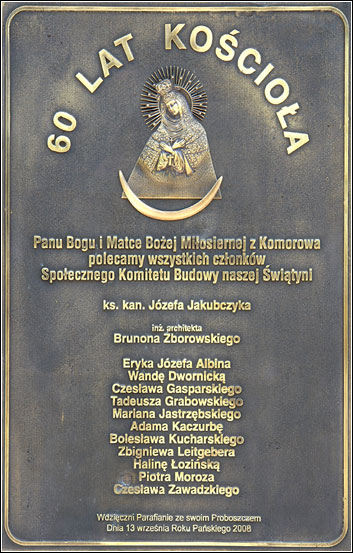 60 LAT KOŚCIOŁA
Panu Bogu i Matce Bożej Miłosiernej z Komorowa
polecamy wszystkich członków
Społecznego Komitetu Budowy naszej Świątyni
ks. kan. Józefa Jakubczyka
inż. architekta
Brunona Zborowskiego
Eryka Józefa Albina
Wandę Dwornicką
Czesława Gasparskiego
Tadeusza Grabowskiego
Mariana Jastrzębskiego
Adama Kaczurbę
Bolesława Kucharskiego
Zbigniewa Leitgebera
Halinę Łozińską
Piotra Moroza
Czesława Zawadzkiego
Wdzięczni Parafianie ze swoim Proboszczem
Dnia 13 września Roku Pańskiego 2008